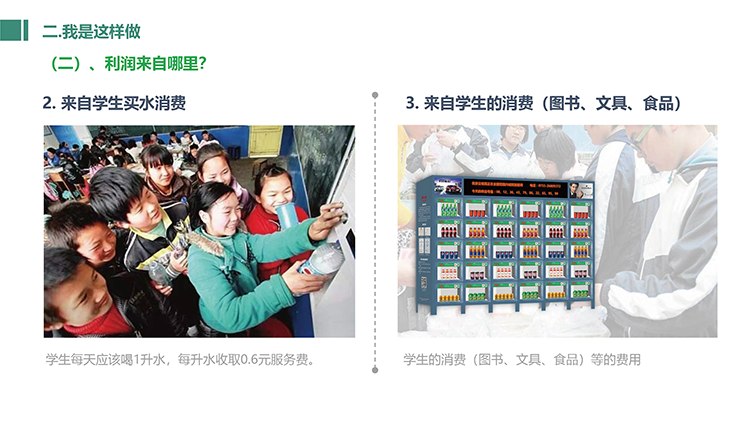 二.我是这样做
（二）、利润来自哪里？
2. 来自学生买水消费
学生每天应该喝1升水，每升水收取0.6元服务费。
3. 来自学生的消费（图书、文具、食品）
学生的消费（图书、文具、食品）等的费用